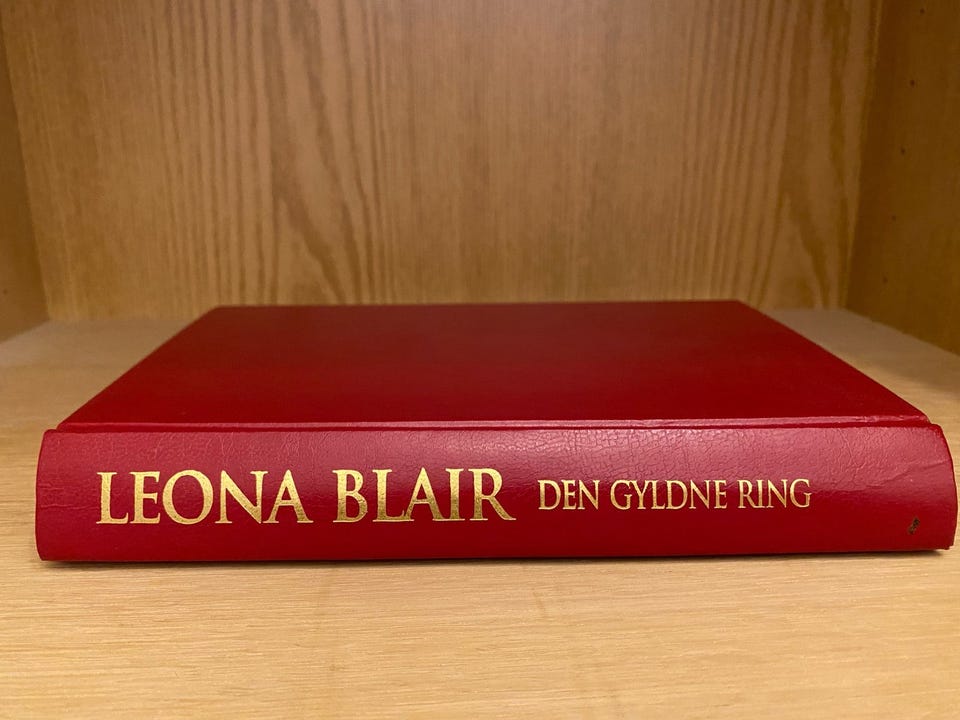 LEONA BLAIR DEN GYLDNE RING